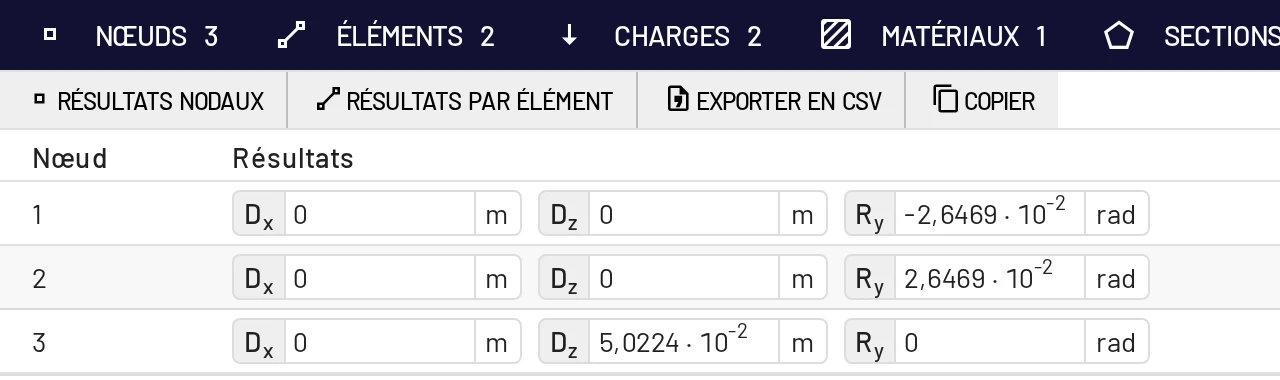 NŒUDS 3 ÉLÉMENTS 2 CHARGES 2 MATÉRIAUX 1 SECTIONS
RÉSULTATS NODAUX RÉSULTATS PAR ÉLÉMENT EXPORTER EN CSV COPIER
Nœud Résultats
1 Dx 0 m Dz 0 m Ry -2,6469 · 10⁻² rad
2 Dx 0 m Dz 0 m Ry 2,6469 · 10⁻² rad
3 Dx 0 m Dz 5,0224 · 10⁻² m Ry 0 rad